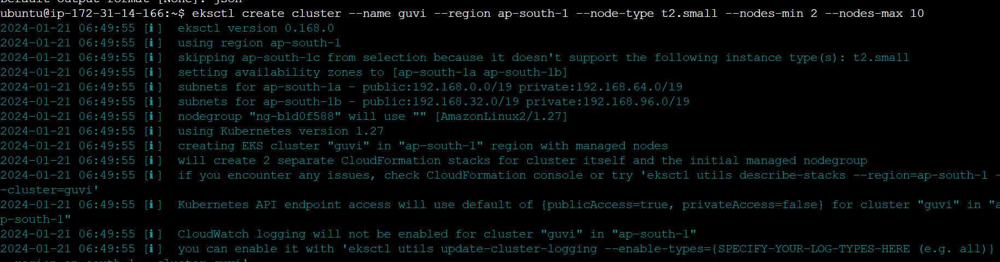 Default output format [None]: json
ubuntu@ip-172-31-14-166:~$ eksctl create cluster --name guvi --region ap-south-1 --node-type t2.small --nodes-min 2 --nodes-max 10
2024-01-21 06:49:55 [ℹ]  eksctl version 0.168.0
2024-01-21 06:49:55 [ℹ]  using region ap-south-1
2024-01-21 06:49:55 [ℹ]  skipping ap-south-1c from selection because it doesn't support the following instance type(s): t2.small
2024-01-21 06:49:55 [ℹ]  setting availability zones to [ap-south-1a ap-south-1b]
2024-01-21 06:49:55 [ℹ]  subnets for ap-south-1a - public:192.168.0.0/19 private:192.168.64.0/19
2024-01-21 06:49:55 [ℹ]  subnets for ap-south-1b - public:192.168.32.0/19 private:192.168.96.0/19
2024-01-21 06:49:55 [ℹ]  nodegroup "ng-b1d0f588" will use "" [AmazonLinux2/1.27]
2024-01-21 06:49:55 [ℹ]  using Kubernetes version 1.27
2024-01-21 06:49:55 [ℹ]  creating EKS cluster "guvi" in "ap-south-1" region with managed nodes
2024-01-21 06:49:55 [ℹ]  will create 2 separate CloudFormation stacks for cluster itself and the initial managed nodegroup
2024-01-21 06:49:55 [ℹ]  if you encounter any issues, check CloudFormation console or try 'eksctl utils describe-stacks --region=ap-south-1 -
-cluster=guvi'
2024-01-21 06:49:55 [ℹ]  Kubernetes API endpoint access will use default of {publicAccess=true, privateAccess=false} for cluster "guvi" in "a
p-south-1"
2024-01-21 06:49:55 [ℹ]  CloudWatch logging will not be enabled for cluster "guvi" in "ap-south-1"
2024-01-21 06:49:55 [ℹ]  you can enable it with 'eksctl utils update-cluster-logging --enable-types={SPECIFY-YOUR-LOG-TYPES-HERE (e.g. all)}
--region=ap-south-1 --cluster=guvi'